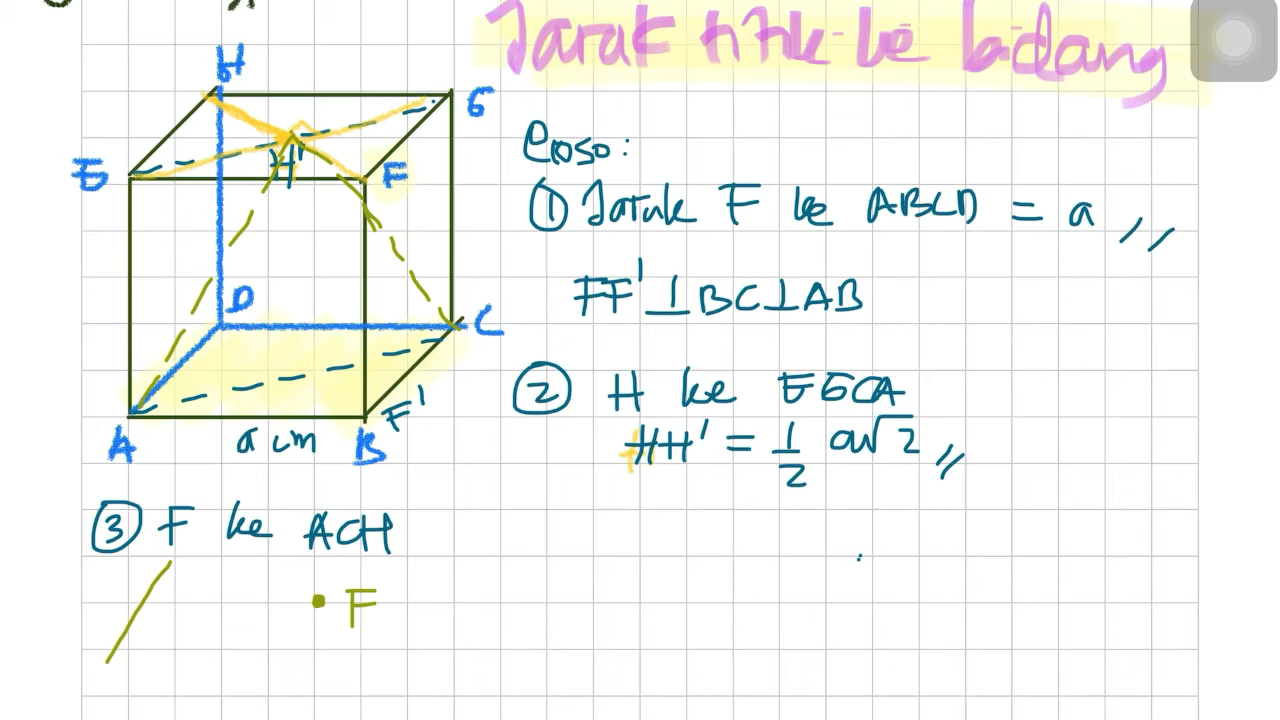 Jarak titik ke bidang
H
G
E
H'
F
D
C
A
a cm
B
F'
① Jarak F ke ABCD = a //
FF' ⊥ BC ⊥ AB
② H ke EGCA
HH' = 1/2 a√2 //
③ F ke ACH
• F